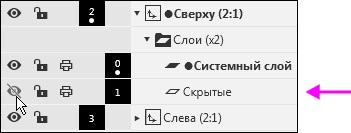 2 ●Сверху (2:1)
Слои (x2)
0 ●Системный слой
1 Скрытые
3 Слева (2:1)